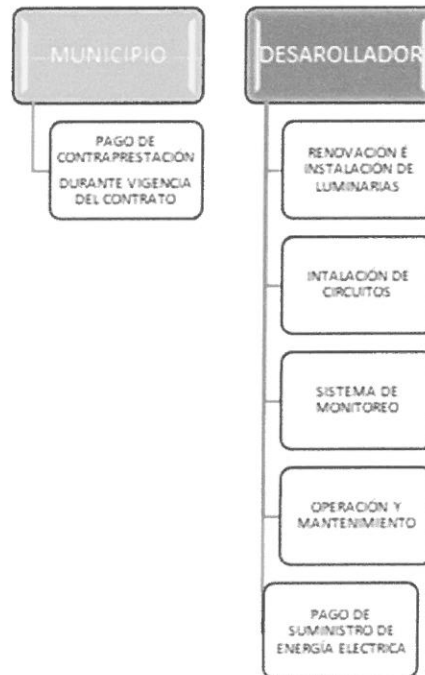 MUNICIPIO
PAGO DE
CONTRAPRESTACIÓN
DURANTE VIGENCIA
DEL CONTRATO
DESAROLLADOR
RENOVACION É
INSTALACIÓN DE
LUMINARIAS
INTALACIÓN DE
CIRCUITOS
SISTEMA DE
MONITOREO
OPERACIÓN Y
MANTENIMIENTO
PAGO DE
SUMINISTRO DE
ENERGÍA ELECTRICA